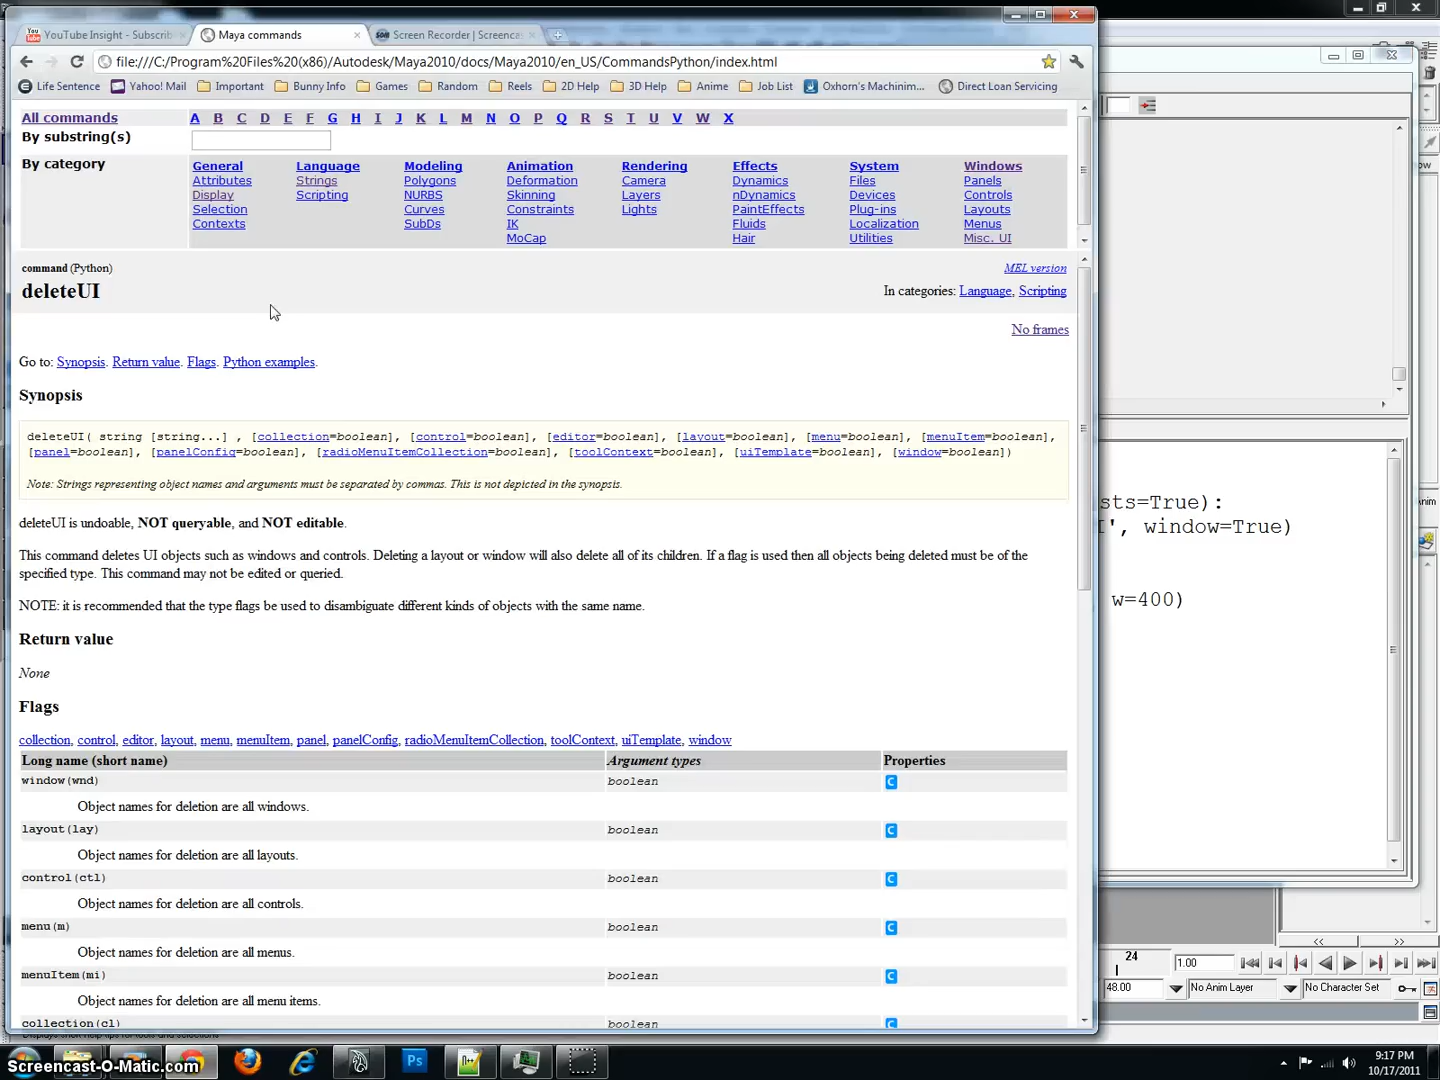 YouTube Insight - Subscrib
Maya commands
Screen Recorder | Screencas
file:///C:/Program%20Files%20(x86)/Autodesk/Maya2010/docs/Maya2010/en_US/CommandsPython/index.html
Life Sentence Yahoo! Mail Important Bunny Info Games Random Reels 2D Help 3D Help Anime Job List Oxhorn's Machinim... Direct Loan Servicing
All commands A B C D E F G H I J K L M N O P Q R S T U V W X
By substring(s)
By category
General Language Modeling Animation Rendering Effects System Windows
Attributes Strings Polygons Deformation Camera Dynamics Files Panels
Display Scripting NURBS Skinning Layers nDynamics Devices Controls
Selection Curves Constraints Lights PaintEffects Plug-ins Layouts
Contexts SubDs IK Fluids Localization Menus
MoCap Hair Utilities Misc. UI
command (Python)
MEL version
deleteUI
In categories: Language, Scripting
No frames
Go to: Synopsis. Return value. Flags. Python examples.
Synopsis
deleteUI( string [string...] , [collection=boolean], [control=boolean], [editor=boolean], [layout=boolean], [menu=boolean], [menuItem=boolean],
[panel=boolean], [panelConfig=boolean], [radioMenuItemCollection=boolean], [toolContext=boolean], [uiTemplate=boolean], [window=boolean])
Note: Strings representing object names and arguments must be separated by commas. This is not depicted in the synopsis.
deleteUI is undoable, NOT queryable, and NOT editable.
This command deletes UI objects such as windows and controls. Deleting a layout or window will also delete all of its children. If a flag is used then all objects being deleted must be of the
specified type. This command may not be edited or queried.
NOTE: it is recommended that the type flags be used to disambiguate different kinds of objects with the same name.
Return value
None
Flags
collection, control, editor, layout, menu, menuItem, panel, panelConfig, radioMenuItemCollection, toolContext, uiTemplate, window
Long name (short name) Argument types Properties
window(wnd) boolean C
Object names for deletion are all windows.
layout(lay) boolean C
Object names for deletion are all layouts.
control(ctl) boolean C
Object names for deletion are all controls.
menu(m) boolean C
Object names for deletion are all menus.
menuItem(mi) boolean C
Object names for deletion are all menu items.
collection(cl) boolean C
sts=True):
I', window=True)
w=400)
ow
Anim
<< >>
24
1.00
48.00
No Anim Layer
No Character Set
Displays short help tips for tools and selections
Screencast-O-Matic.com
Ps
9:17 PM
10/17/2011